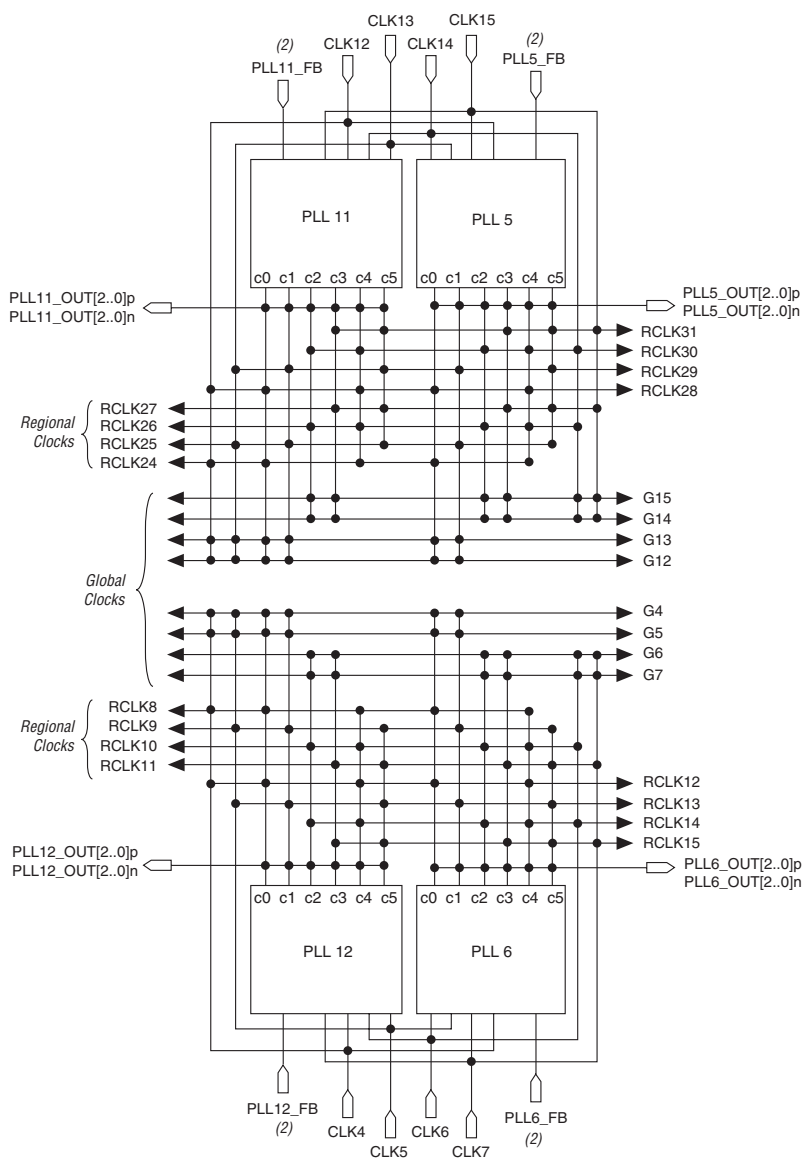 CLK13
CLK15
(2)
CLK12
CLK14
(2)
PLL11_FB
PLL5_FB
PLL 11
PLL 5
c0 c1 c2 c3 c4 c5
c0 c1 c2 c3 c4 c5
PLL11_OUT[2..0]p
PLL11_OUT[2..0]n
PLL5_OUT[2..0]p
PLL5_OUT[2..0]n
RCLK31
RCLK30
RCLK29
RCLK28
Regional
Clocks
RCLK27
RCLK26
RCLK25
RCLK24
G15
G14
G13
G12
Global
Clocks
G4
G5
G6
G7
Regional
Clocks
RCLK8
RCLK9
RCLK10
RCLK11
RCLK12
RCLK13
RCLK14
RCLK15
PLL12_OUT[2..0]p
PLL12_OUT[2..0]n
PLL6_OUT[2..0]p
PLL6_OUT[2..0]n
c0 c1 c2 c3 c4 c5
c0 c1 c2 c3 c4 c5
PLL 12
PLL 6
PLL12_FB
(2)
CLK4
CLK5
CLK6
CLK7
PLL6_FB
(2)